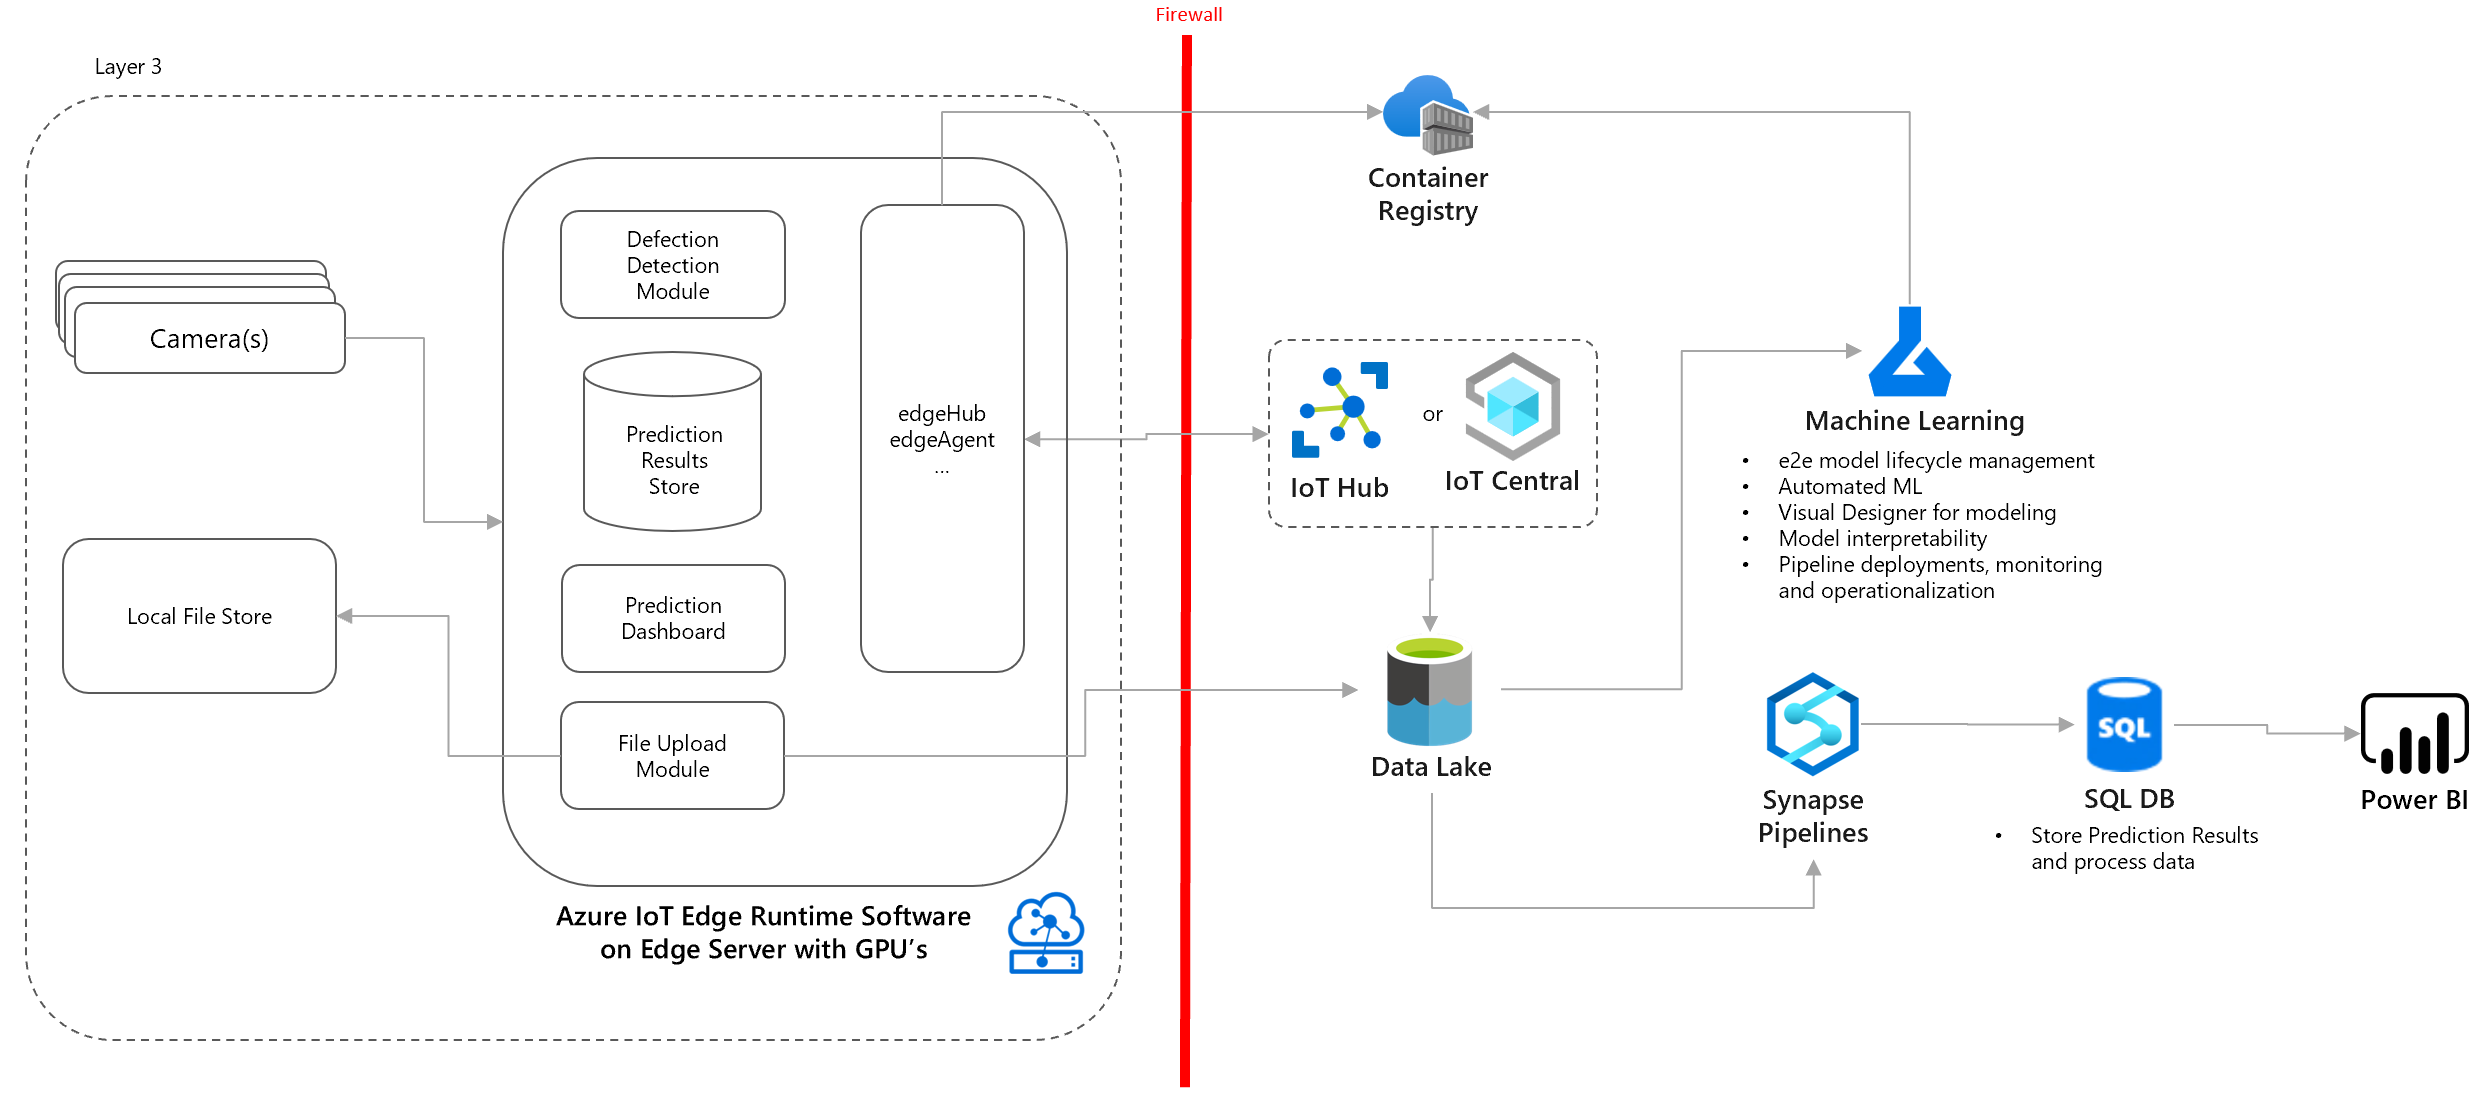 Firewall
Layer 3
Camera(s)
Local File Store
Defection
Detection
Module
Prediction
Results
Store
Prediction
Dashboard
File Upload
Module
edgeHub
edgeAgent
...
Azure IoT Edge Runtime Software
on Edge Server with GPU’s
Container
Registry
IoT Hub
or
IoT Central
Data Lake
Machine Learning
• e2e model lifecycle management
• Automated ML
• Visual Designer for modeling
• Model interpretability
• Pipeline deployments, monitoring
and operationalization
Synapse
Pipelines
SQL
SQL DB
• Store Prediction Results
and process data
Power BI